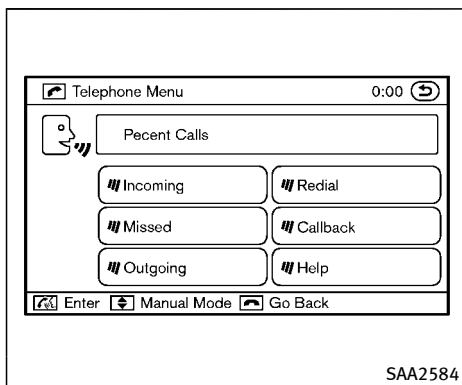 Telephone Menu 0:00
Pecent Calls
Incoming Redial
Missed Callback
Outgoing Help
Enter Manual Mode Go Back
SAA2584